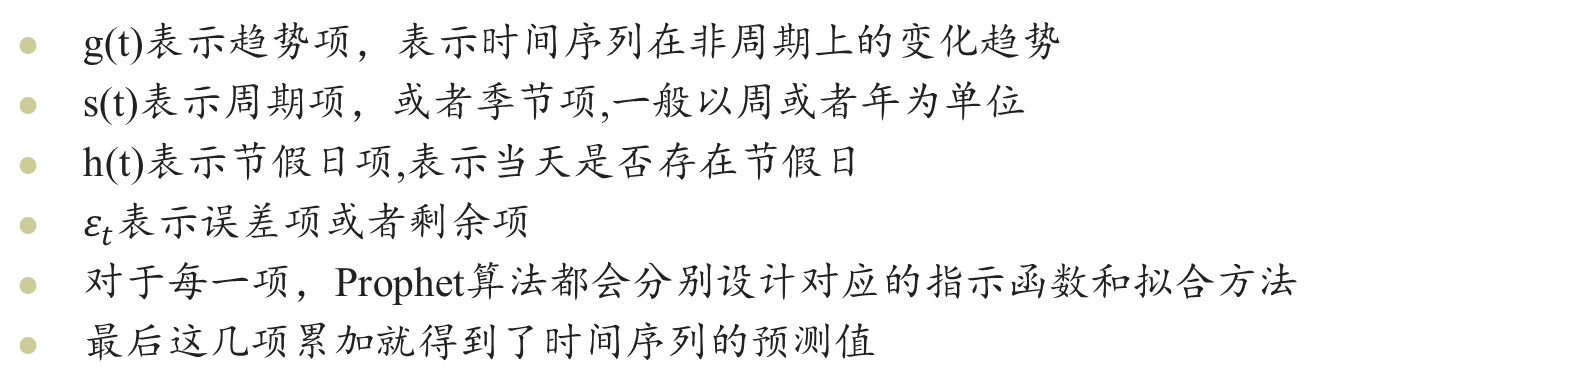 g(t)表示趋势项，表示时间序列在非周期上的变化趋势
s(t)表示周期项，或者季节项,一般以周或者年为单位
h(t)表示节假日项,表示当天是否存在节假日
εt表示误差项或者剩余项
对于每一项，Prophet算法都会分别设计对应的指示函数和拟合方法
最后这几项累加就得到了时间序列的预测值